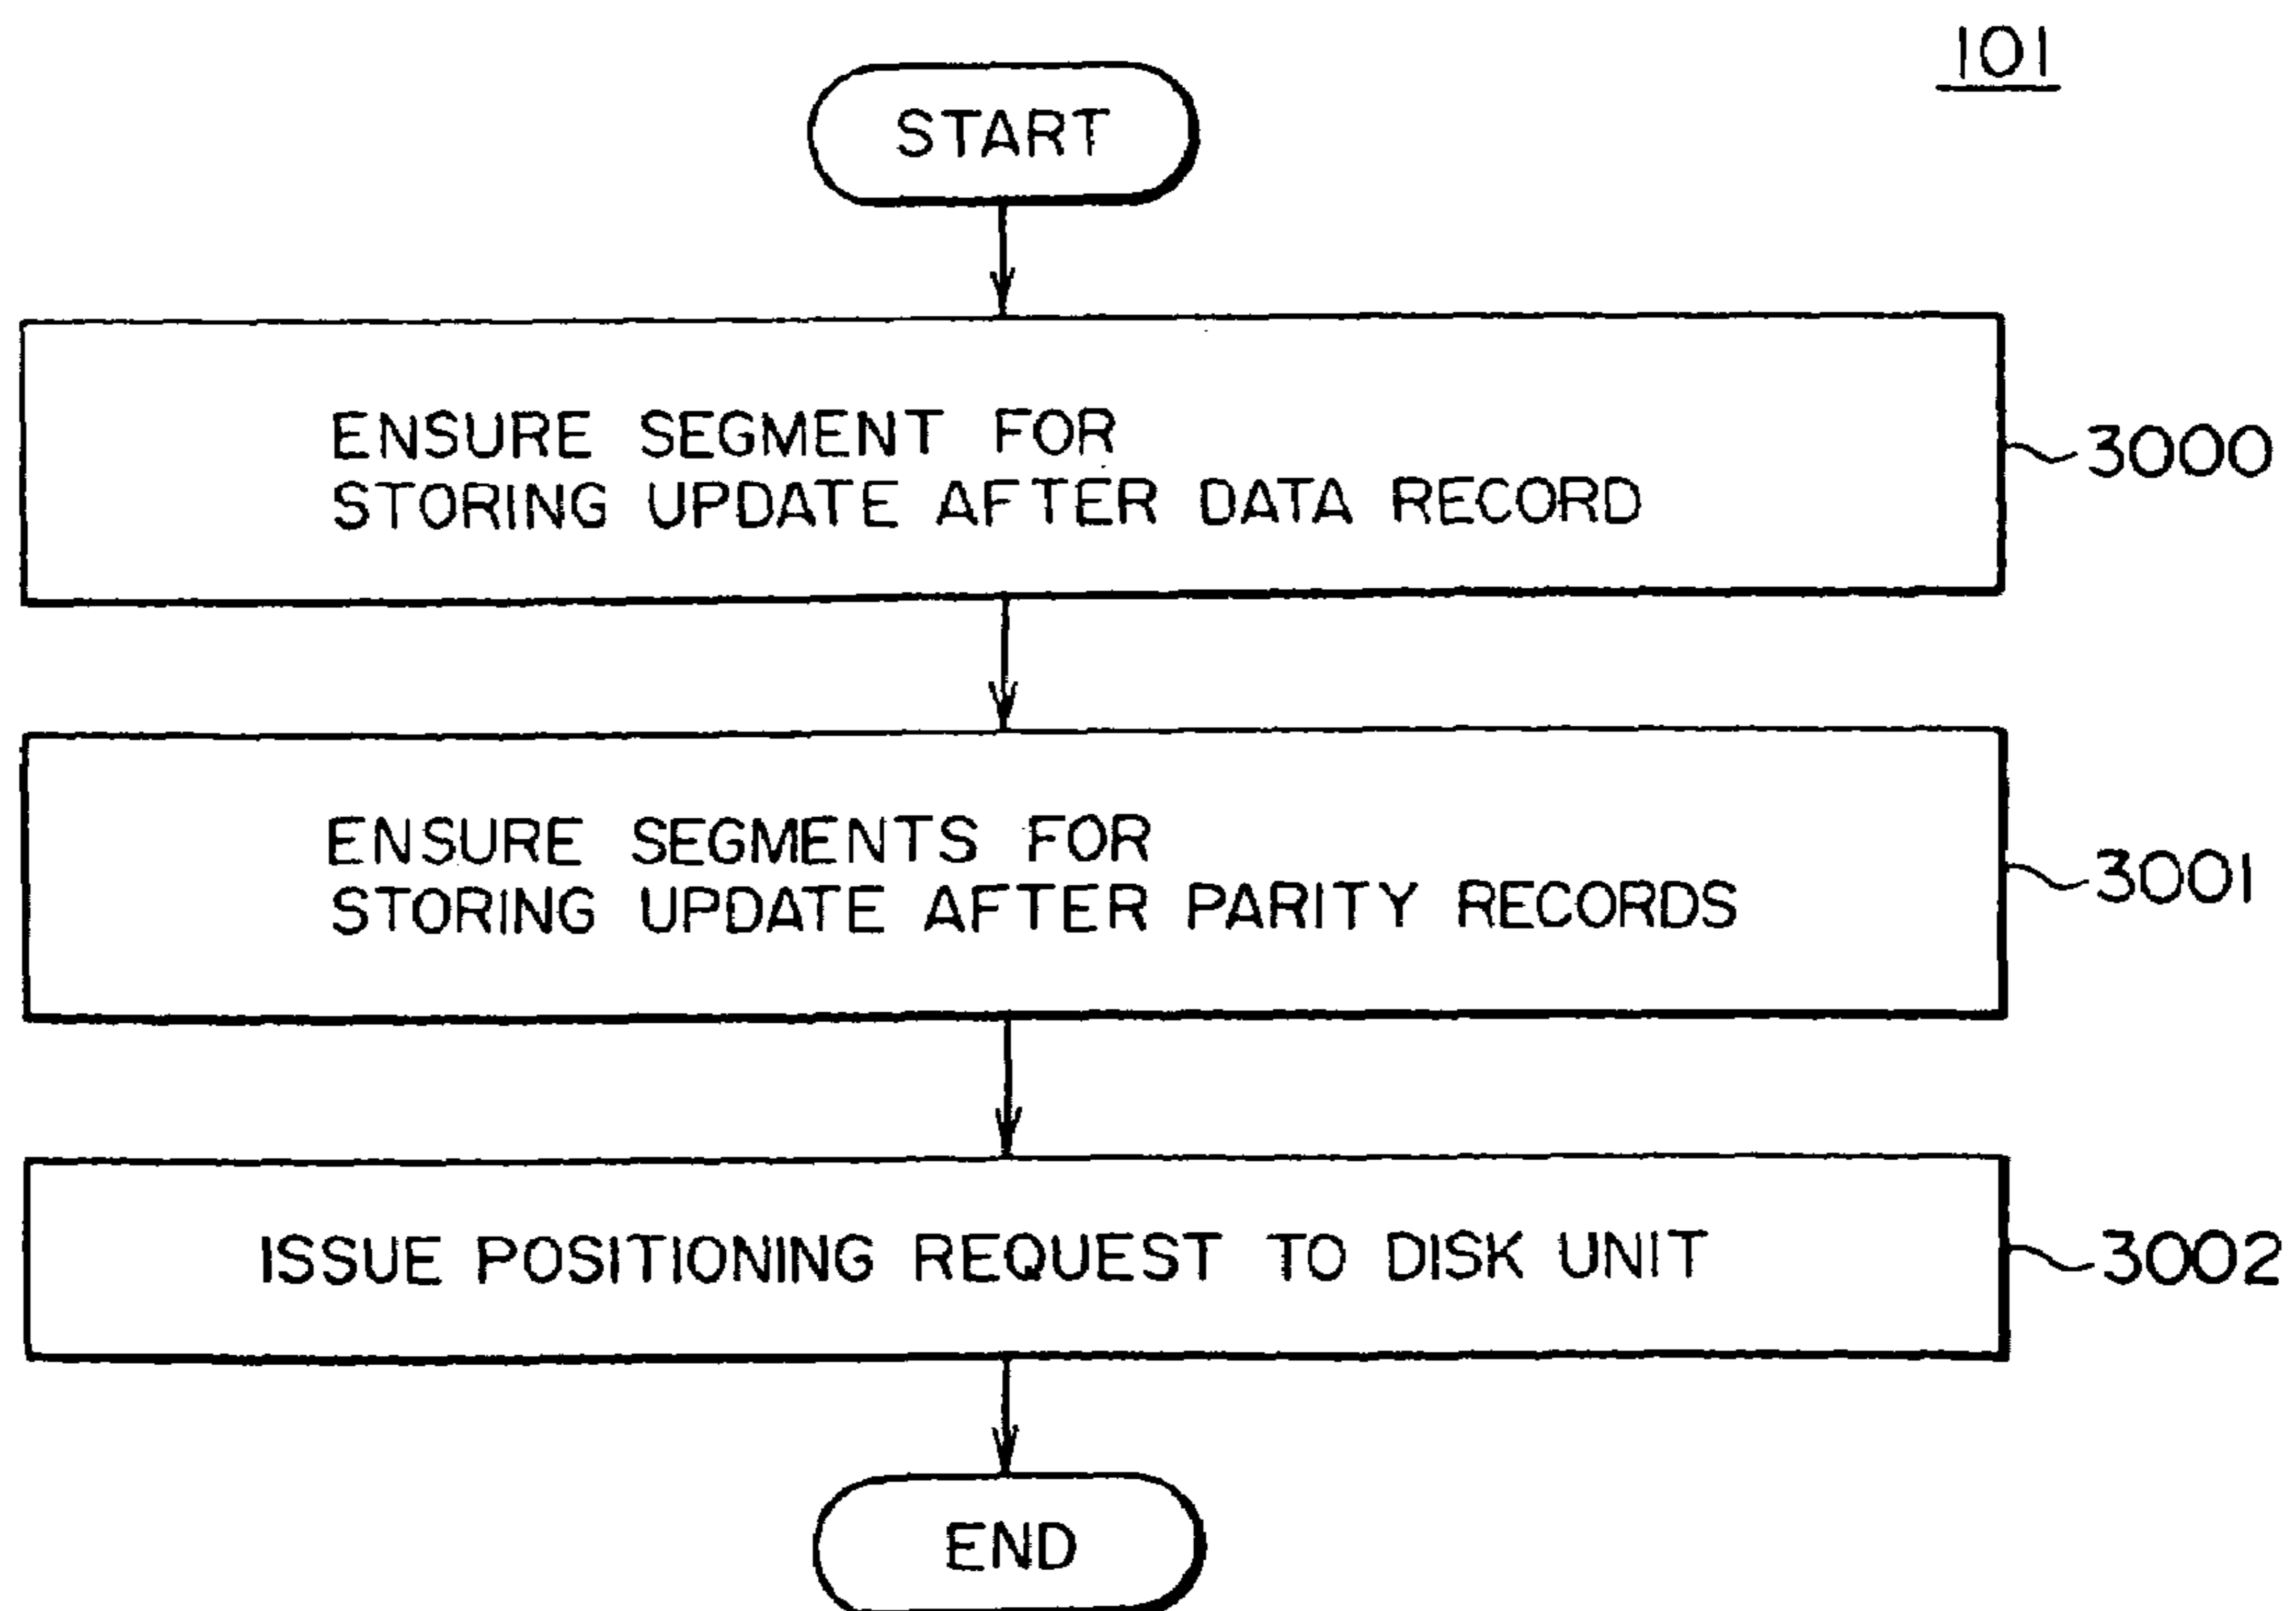 101
START
ENSURE SEGMENT FOR
STORING UPDATE AFTER DATA RECORD
3000
ENSURE SEGMENTS FOR
STORING UPDATE AFTER PARITY RECORDS
3001
ISSUE POSITIONING REQUEST TO DISK UNIT
3002
END